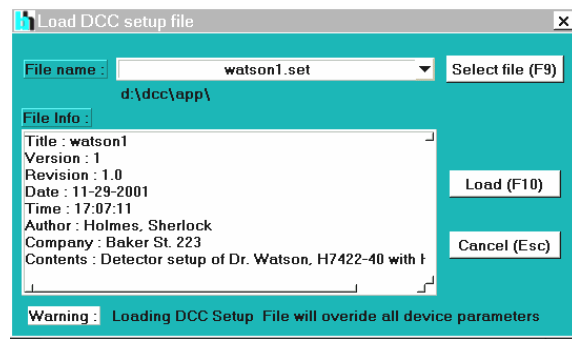 Load DCC setup file
File name : watson1.set Select file (F9)
d:\dcc\app\
File Info :
Title : watson1
Version : 1
Revision : 1.0
Date : 11-29-2001
Time : 17:07:11
Author : Holmes, Sherlock
Company : Baker St. 223
Contents : Detector setup of Dr. Watson, H7422-40 with
Load (F10)
Cancel (Esc)
Warning : Loading DCC Setup File will overide all device parameters